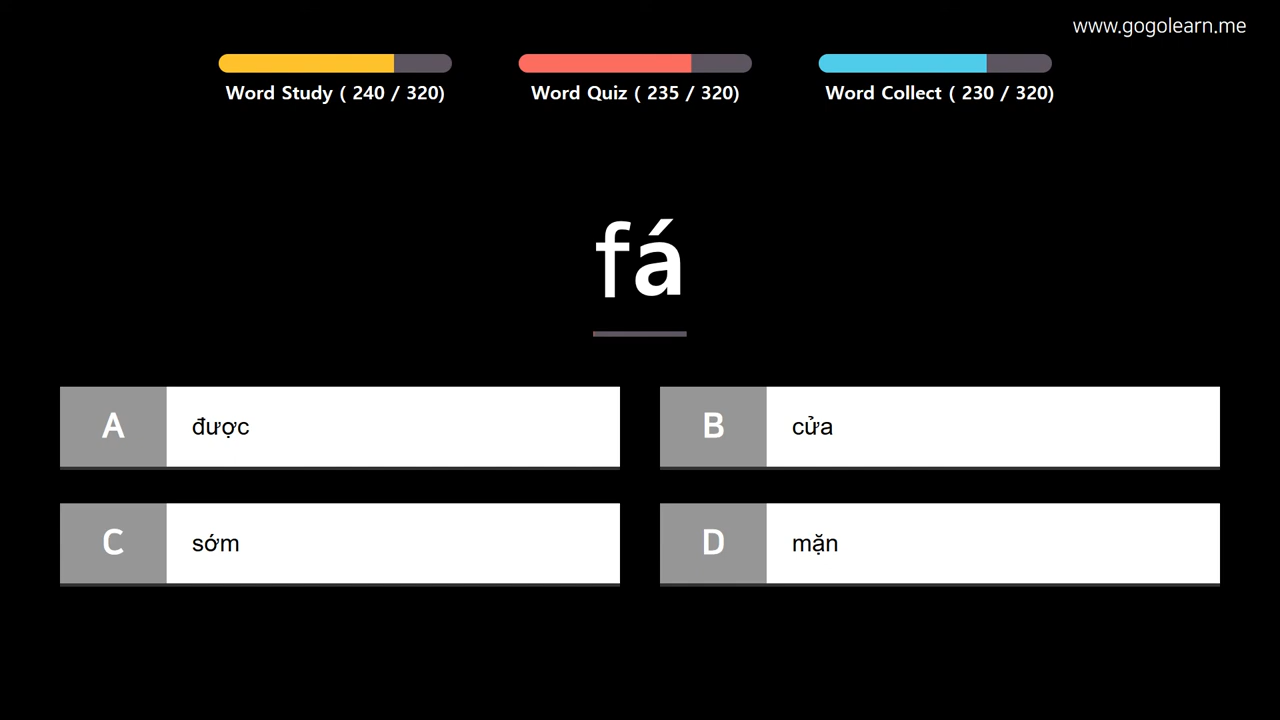 www.gogolearn.me
Word Study ( 240 / 320)
Word Quiz ( 235 / 320)
Word Collect ( 230 / 320)
fá
A được
B cửa
C sớm
D mặn